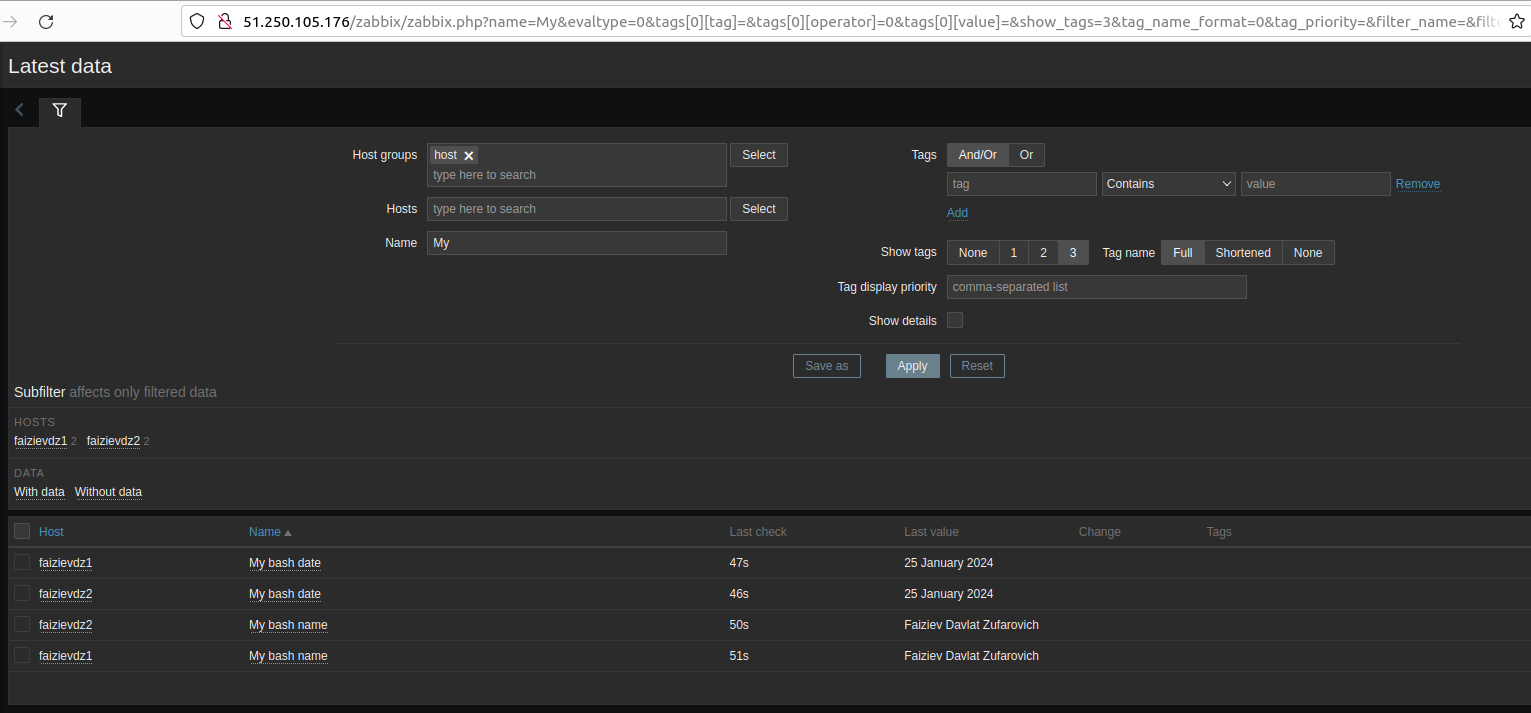 51.250.105.176/zabbix/zabbix.php?name=My&evaltype=0&tags[0][tag]=&tags[0][operator]=0&tags[0][value]=&show_tags=3&tag_name_format=0&tag_priority=&filter_name=&filt
Latest data
Host groups host Select
type here to search
Hosts type here to search Select
Name My
Tags And/Or Or
tag Contains value Remove
Add
Show tags None 1 2 3 Tag name Full Shortened None
Tag display priority comma-separated list
Show details
Save as Apply Reset
Subfilter affects only filtered data
HOSTS
faizievdz1 2 faizievdz2 2
DATA
With data Without data
Host Name Last check Last value Change Tags
faizievdz1 My bash date 47s 25 January 2024
faizievdz2 My bash date 46s 25 January 2024
faizievdz2 My bash name 50s Faiziev Davlat Zufarovich
faizievdz1 My bash name 51s Faiziev Davlat Zufarovich